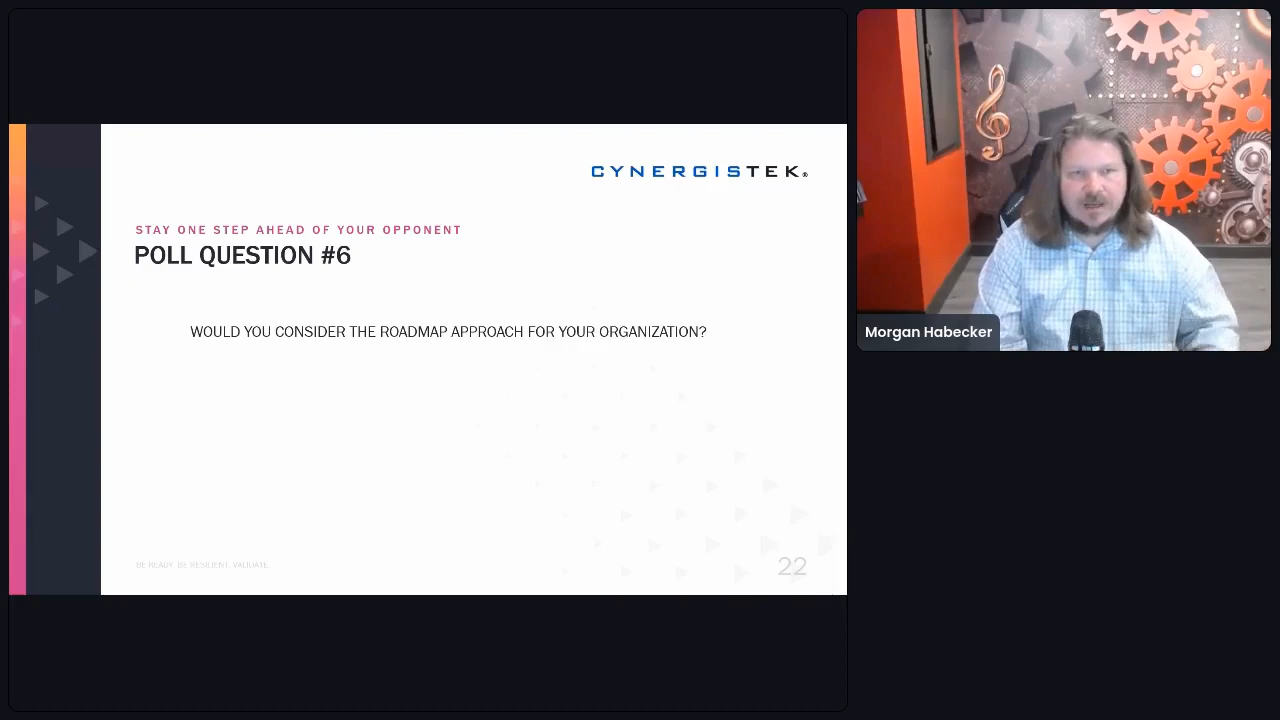 CYNERGISTEK®
STAY ONE STEP AHEAD OF YOUR OPPONENT
POLL QUESTION #6
WOULD YOU CONSIDER THE ROADMAP APPROACH FOR YOUR ORGANIZATION?
BE READY. BE RESILIENT. VALIDATE.
22
Morgan Habecker